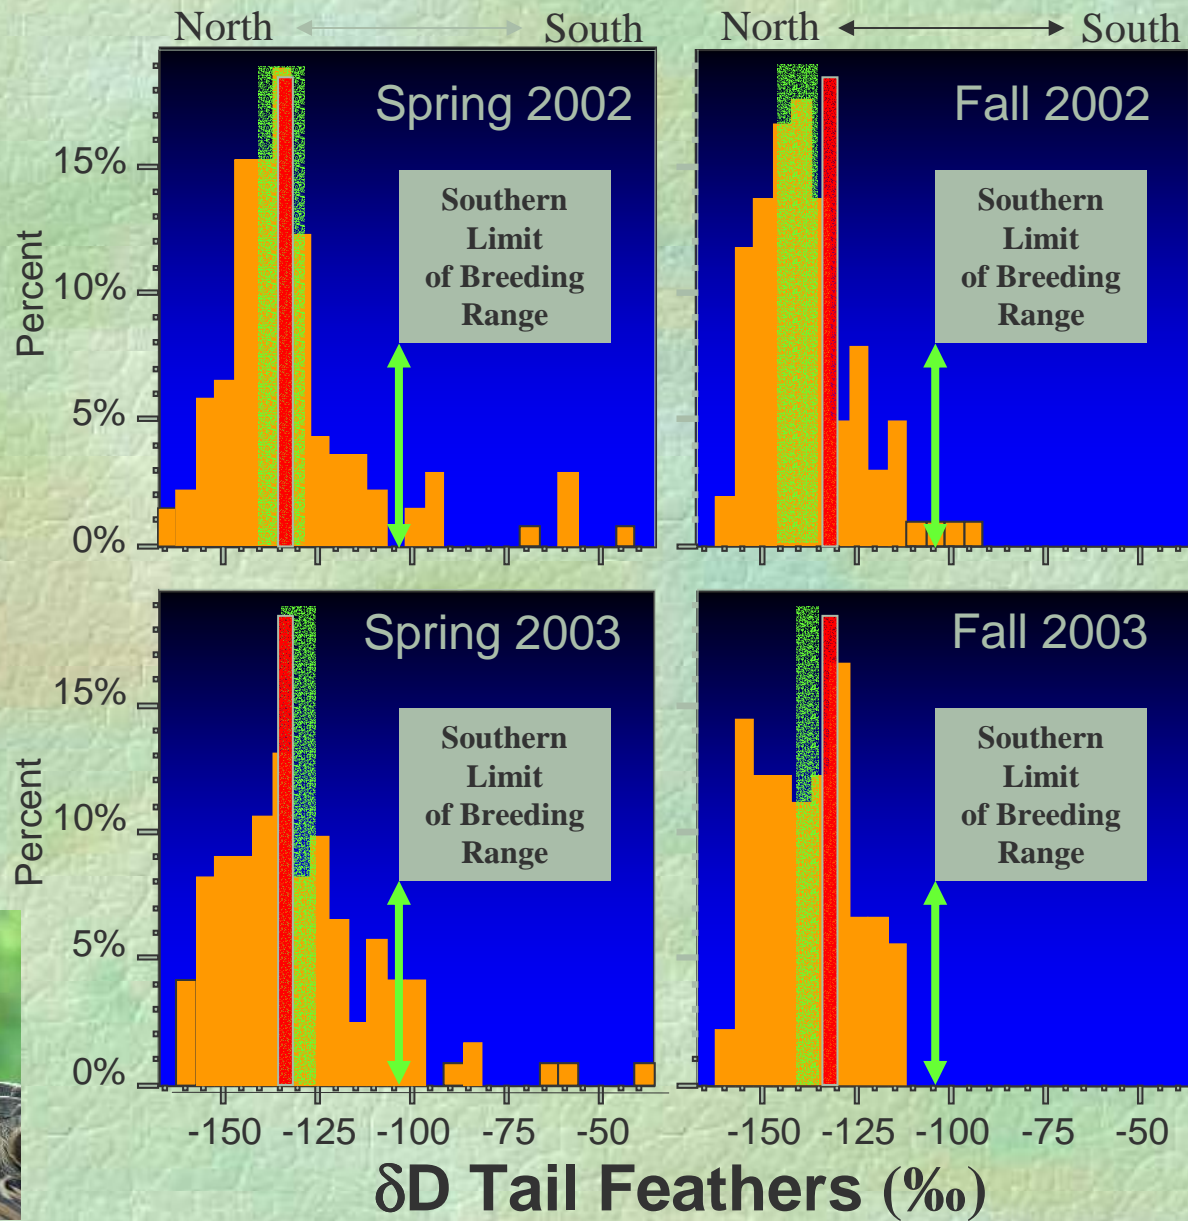 North South North South
Spring 2002
Fall 2002
Southern
Limit
of Breeding
Range
Southern
Limit
of Breeding
Range
Percent
15%
10%
5%
0%
Spring 2003
Fall 2003
Southern
Limit
of Breeding
Range
Southern
Limit
of Breeding
Range
Percent
15%
10%
5%
0%
-150 -125 -100 -75 -50 -150 -125 -100 -75 -50
δD Tail Feathers (‰)